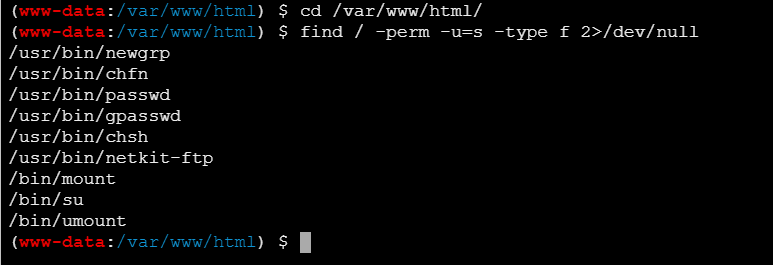 (www-data:/var/www/html) $ cd /var/www/html/
(www-data:/var/www/html) $ find / -perm -u=s -type f 2>/dev/null
/usr/bin/newgrp
/usr/bin/chfn
/usr/bin/passwd
/usr/bin/gpasswd
/usr/bin/chsh
/usr/bin/netkit-ftp
/bin/mount
/bin/su
/bin/umount
(www-data:/var/www/html) $